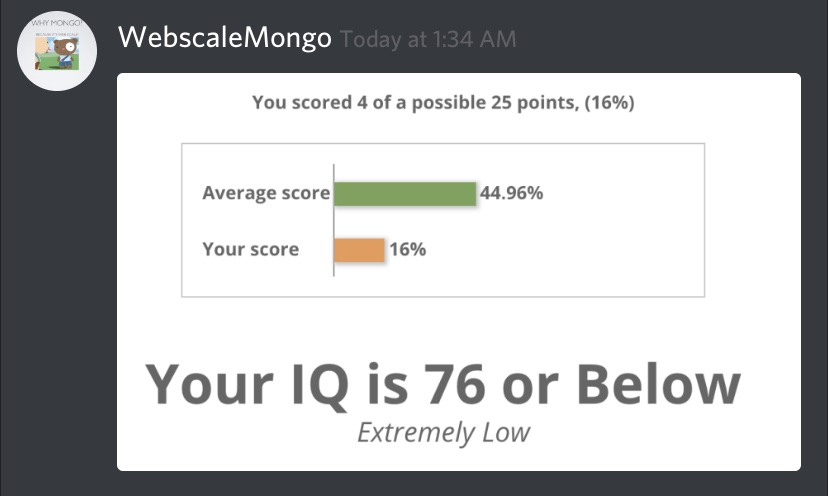 WHY MONGO?
WebscaleMongo Today at 1:34 AM
You scored 4 of a possible 25 points, (16%)
Average score 44.96%
Your score 16%
Your IQ is 76 or Below
Extremely Low